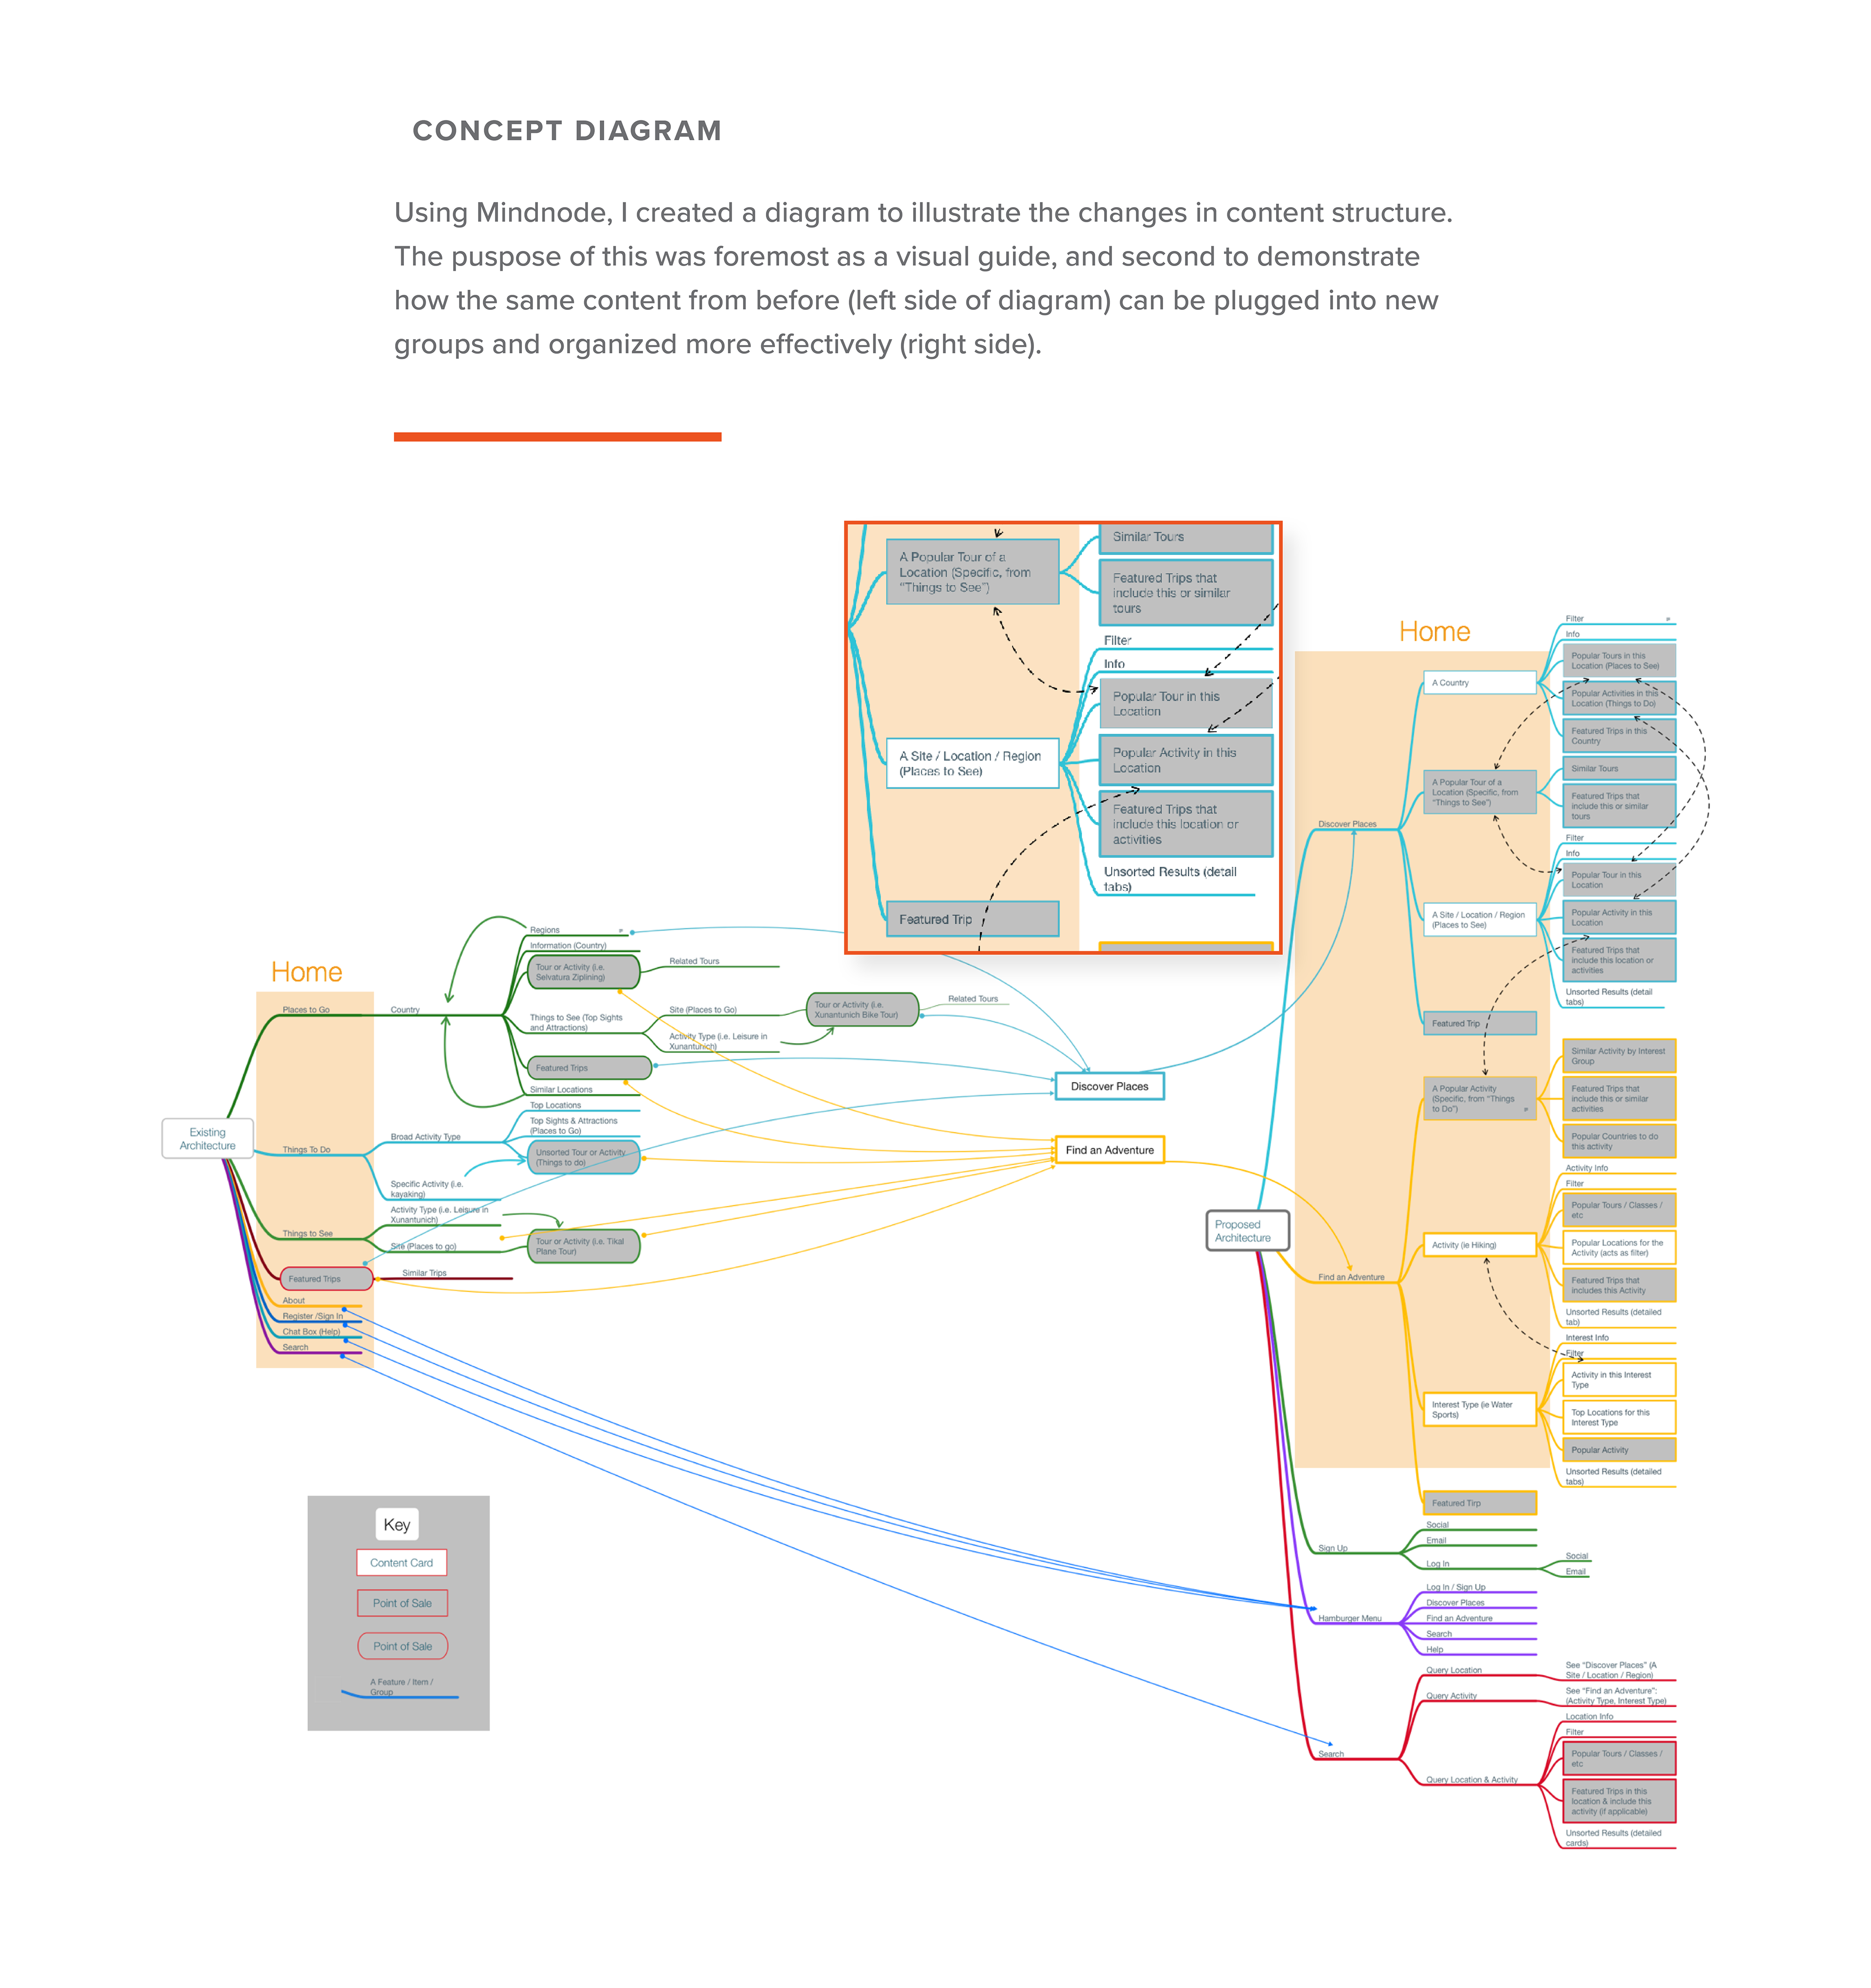 CONCEPT DIAGRAM
Using Mindnode, I created a diagram to illustrate the changes in content structure.
The puspose of this was foremost as a visual guide, and second to demonstrate
how the same content from before (left side of diagram) can be plugged into new
groups and organized more effectively (right side).
A Popular Tour of a
Location (Specific, from
“Things to See”)
Similar Tours
Featured Trips that
include this or similar
tours
Filter
Info
Popular Tour in this
Location
A Site / Location / Region
(Places to See)
Popular Activity in this
Location
Featured Trips that
include this location or
activities
Unsorted Results (detail
tabs)
Featured Trip
Home
Existing
Architecture
Places to Go
Country
Regions
Information (Country)
Tour or Activity (i.e.
Selvatura Ziplining)
Related Tours
Things to See (Top Sights
and Attractions)
Site (Places to Go)
Tour or Activity (i.e.
Xunantunich Bike Tour)
Related Tours
Activity Type (i.e. Leisure in
Xunantunich)
Featured Trips
Similar Locations
Things To Do
Broad Activity Type
Top Locations
Top Sights & Attractions
(Places to Go)
Unsorted Tour or Activity
(Things to do)
Specific Activity (i.e.
kayaking)
Things to See
Activity Type (i.e. Leisure in
Xunantunich)
Site (Places to go)
Tour or Activity (i.e. Tikal
Plane Tour)
Featured Trips
Similar Trips
About
Register /Sign In
Chat Box (Help)
Search
Discover Places
Find an Adventure
Key
Content Card
Point of Sale
Point of Sale
A Feature / Item /
Group
Home
Proposed
Architecture
Discover Places
A Country
Filter
Info
Popular Tours in this
Location (Places to See)
Popular Activities in this
Location (Things to Do)
Featured Trips in this
Country
A Popular Tour of a
Location (Specific, from
“Things to See”)
Similar Tours
Featured Trips that
include this or similar
tours
A Site / Location / Region
(Places to See)
Filter
Info
Popular Tour in this
Location
Popular Activity in this
Location
Featured Trips that
include this location or
activities
Unsorted Results (detail
tabs)
Featured Trip
Find an Adventure
A Popular Activity
(Specific, from “Things
to Do”)
Similar Activity by Interest
Group
Featured Trips that
include this or similar
activities
Popular Countries to do
this activity
Activity (ie Hiking)
Activity Info
Filter
Popular Tours / Classes /
etc
Popular Locations for the
Activity (acts as filter)
Featured Trips that
includes this Activity
Unsorted Results (detailed
tab)
Interest Type (ie Water
Sports)
Interest Info
Filter
Activity in this Interest
Type
Top Locations for this
Interest Type
Popular Activity
Unsorted Results (detailed
tabs)
Featured Tirp
Sign Up
Social
Email
Log In
Social
Email
Hamburger Menu
Log In / Sign Up
Discover Places
Find an Adventure
Search
Help
Search
Query Location
See “Discover Places” (A
Site / Location / Region)
Query Activity
See “Find an Adventure”:
(Activity Type, Interest Type)
Query Location & Activity
Location Info
Filter
Popular Tours / Classes /
etc
Featured Trips in this
location & include this
activity (if applicable)
Unsorted Results (detailed
cards)